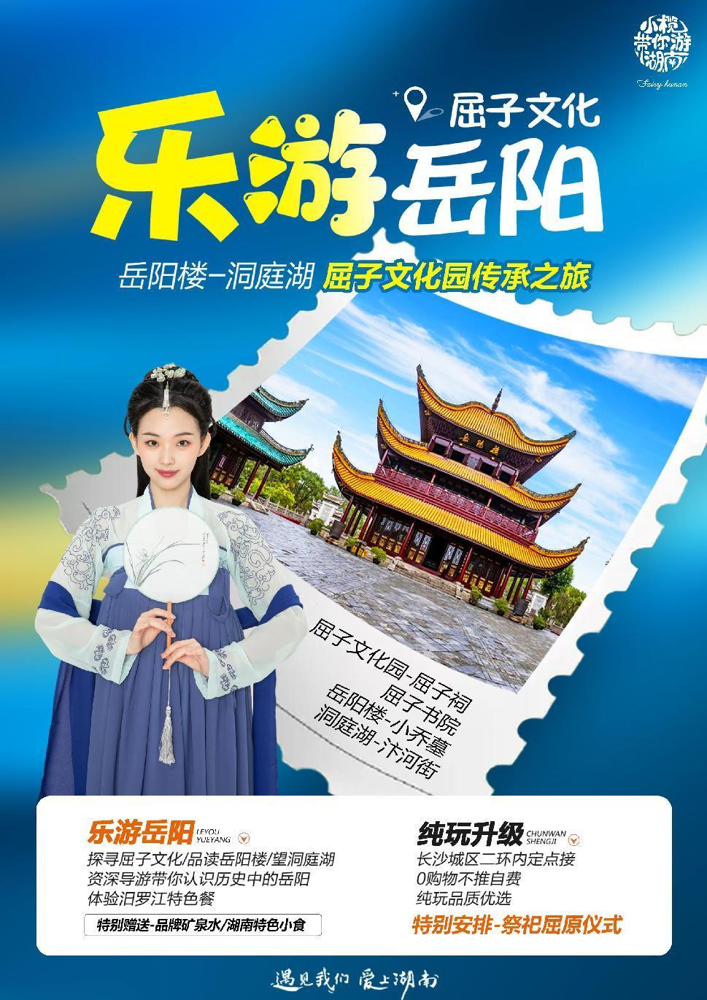 小榄
带你游
湖南
Fairy hunan
屈子文化
乐游岳阳
岳阳楼-洞庭湖 屈子文化园传承之旅
岳陽樓
屈子文化园-屈子祠
屈子书院
岳阳楼-小乔墓
洞庭湖-汴河街
乐游岳阳 LEYOU YUEYANG
探寻屈子文化/品读岳阳楼/望洞庭湖
资深导游带你认识历史中的岳阳
体验汨罗江特色餐
特别赠送-品牌矿泉水/湖南特色小食
纯玩升级 CHUNWAN SHENGJI
长沙城区二环内定点接
0购物不推自费
纯玩品质优选
特别安排-祭祀屈原仪式
遇见我们 爱上湖南